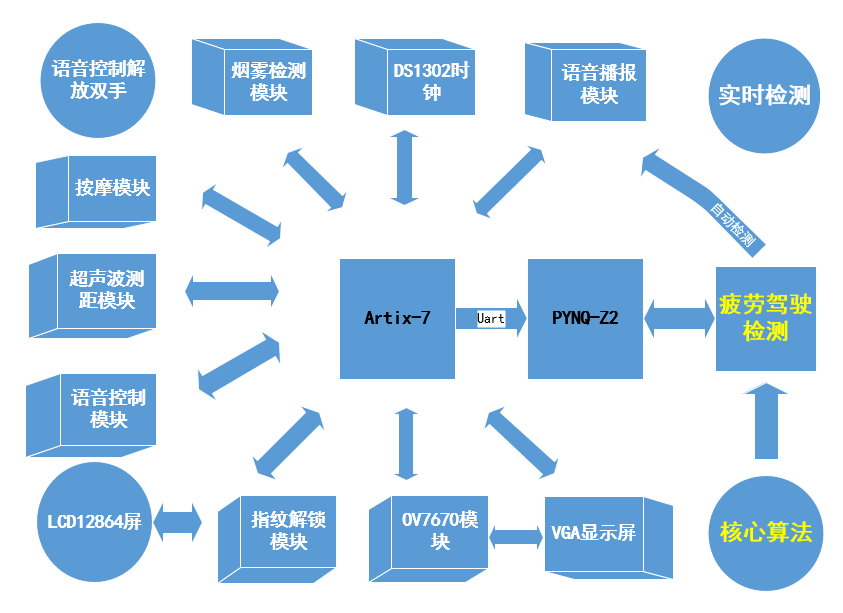 语音控制解
放双手
烟雾检测
模块
DS1302时
钟
语音播报
模块
实时检测
按摩模块
自动检测
超声波测
距模块
Artix-7
Uart
PYNQ-Z2
疲劳驾驶
检测
语音控制
模块
LCD12864屏
指纹解锁
模块
OV7670模
块
VGA显示屏
核心算法